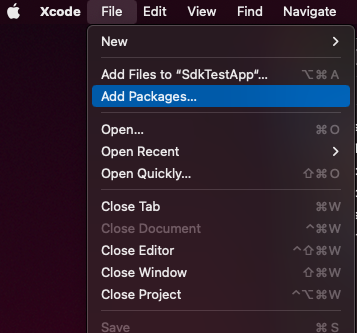 Xcode File Edit View Find Navigate
New
Add Files to “SdkTestApp”... ⌥⌘A
Add Packages...
Open... ⌘O
Open Recent
Open Quickly... ⇧⌘O
Close Tab ⌘W
Close Document ^⌘W
Close Editor ^⇧⌘W
Close Window ⇧⌘W
Close Project ^⌥⌘W
Save ⌘S